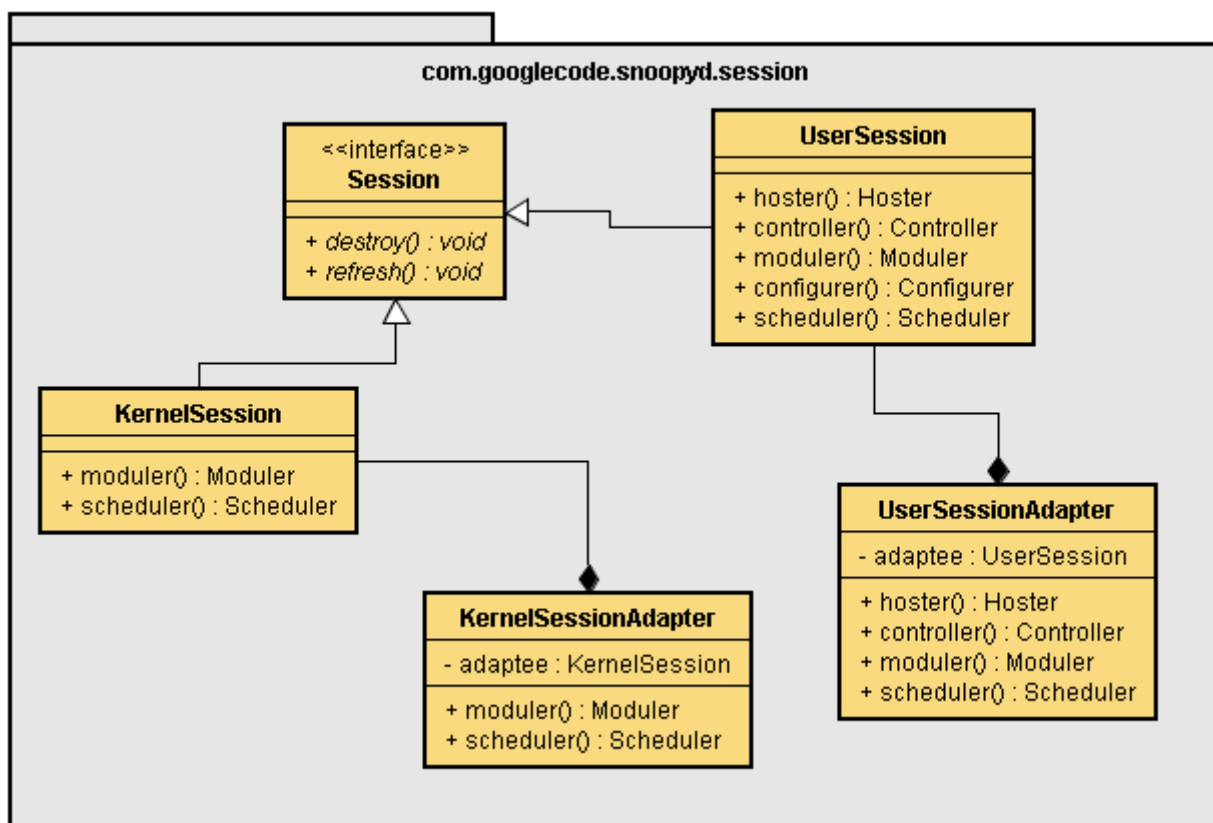 com.googlecode.snoopyd.session
<<interface>>
Session
+ destroy() : void
+ refresh() : void
UserSession
+ hoster() : Hoster
+ controller() : Controller
+ moduler() : Moduler
+ configurer() : Configurer
+ scheduler() : Scheduler
KernelSession
+ moduler() : Moduler
+ scheduler() : Scheduler
UserSessionAdapter
- adaptee : UserSession
+ hoster() : Hoster
+ controller() : Controller
+ moduler() : Moduler
+ scheduler() : Scheduler
KernelSessionAdapter
- adaptee : KernelSession
+ moduler() : Moduler
+ scheduler() : Scheduler